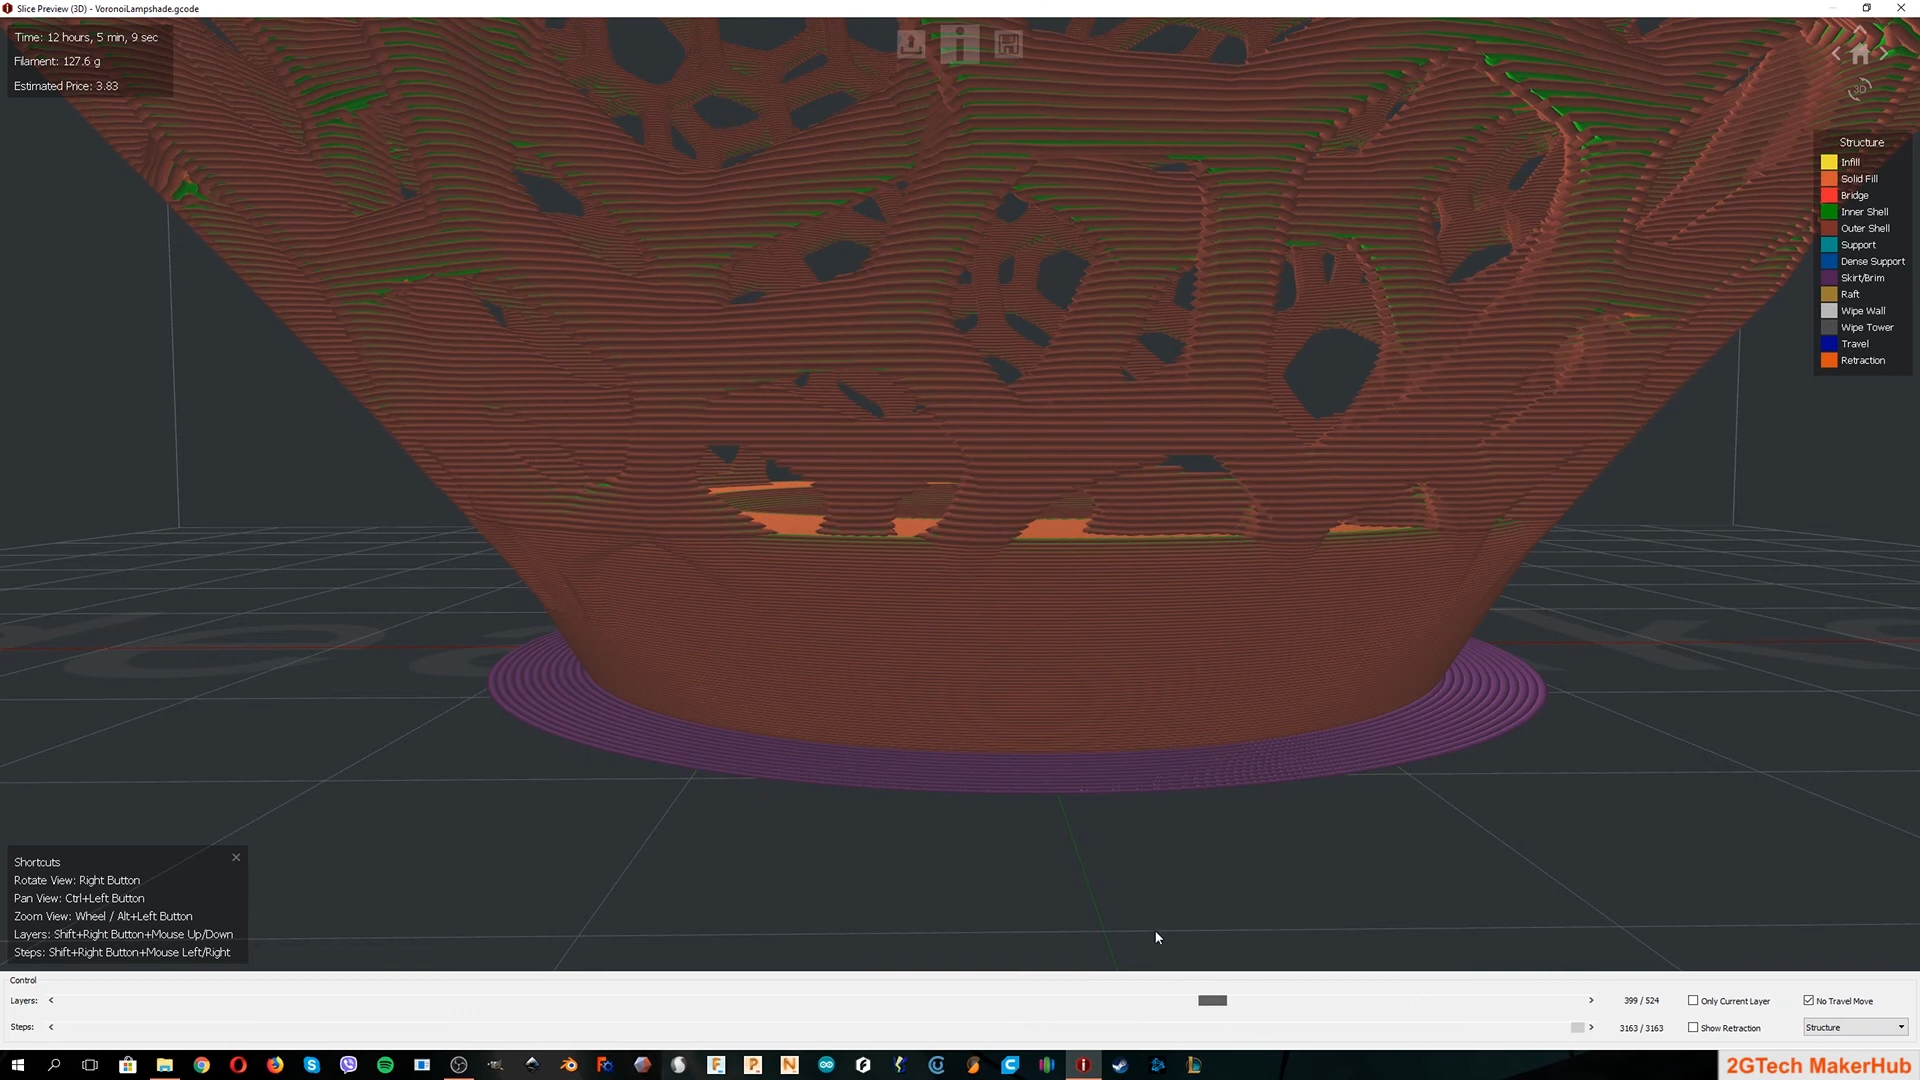 Slice Preview (3D) - VoronoiLampshade.gcode
Time: 12 hours, 5 min, 9 sec
Filament: 127.6 g
Estimated Price: 3.83
3D
Structure
Infill
Solid Fill
Bridge
Inner Shell
Outer Shell
Support
Dense Support
Skirt/Brim
Raft
Wipe Wall
Wipe Tower
Travel
Retraction
Shortcuts
Rotate View: Right Button
Pan View: Ctrl+Left Button
Zoom View: Wheel / Alt+Left Button
Layers: Shift+Right Button+Mouse Up/Down
Steps: Shift+Right Button+Mouse Left/Right
Control
Layers: 399 / 524 Only Current Layer No Travel Move
Steps: 3163 / 3163 Show Retraction Structure
2GTech MakerHub